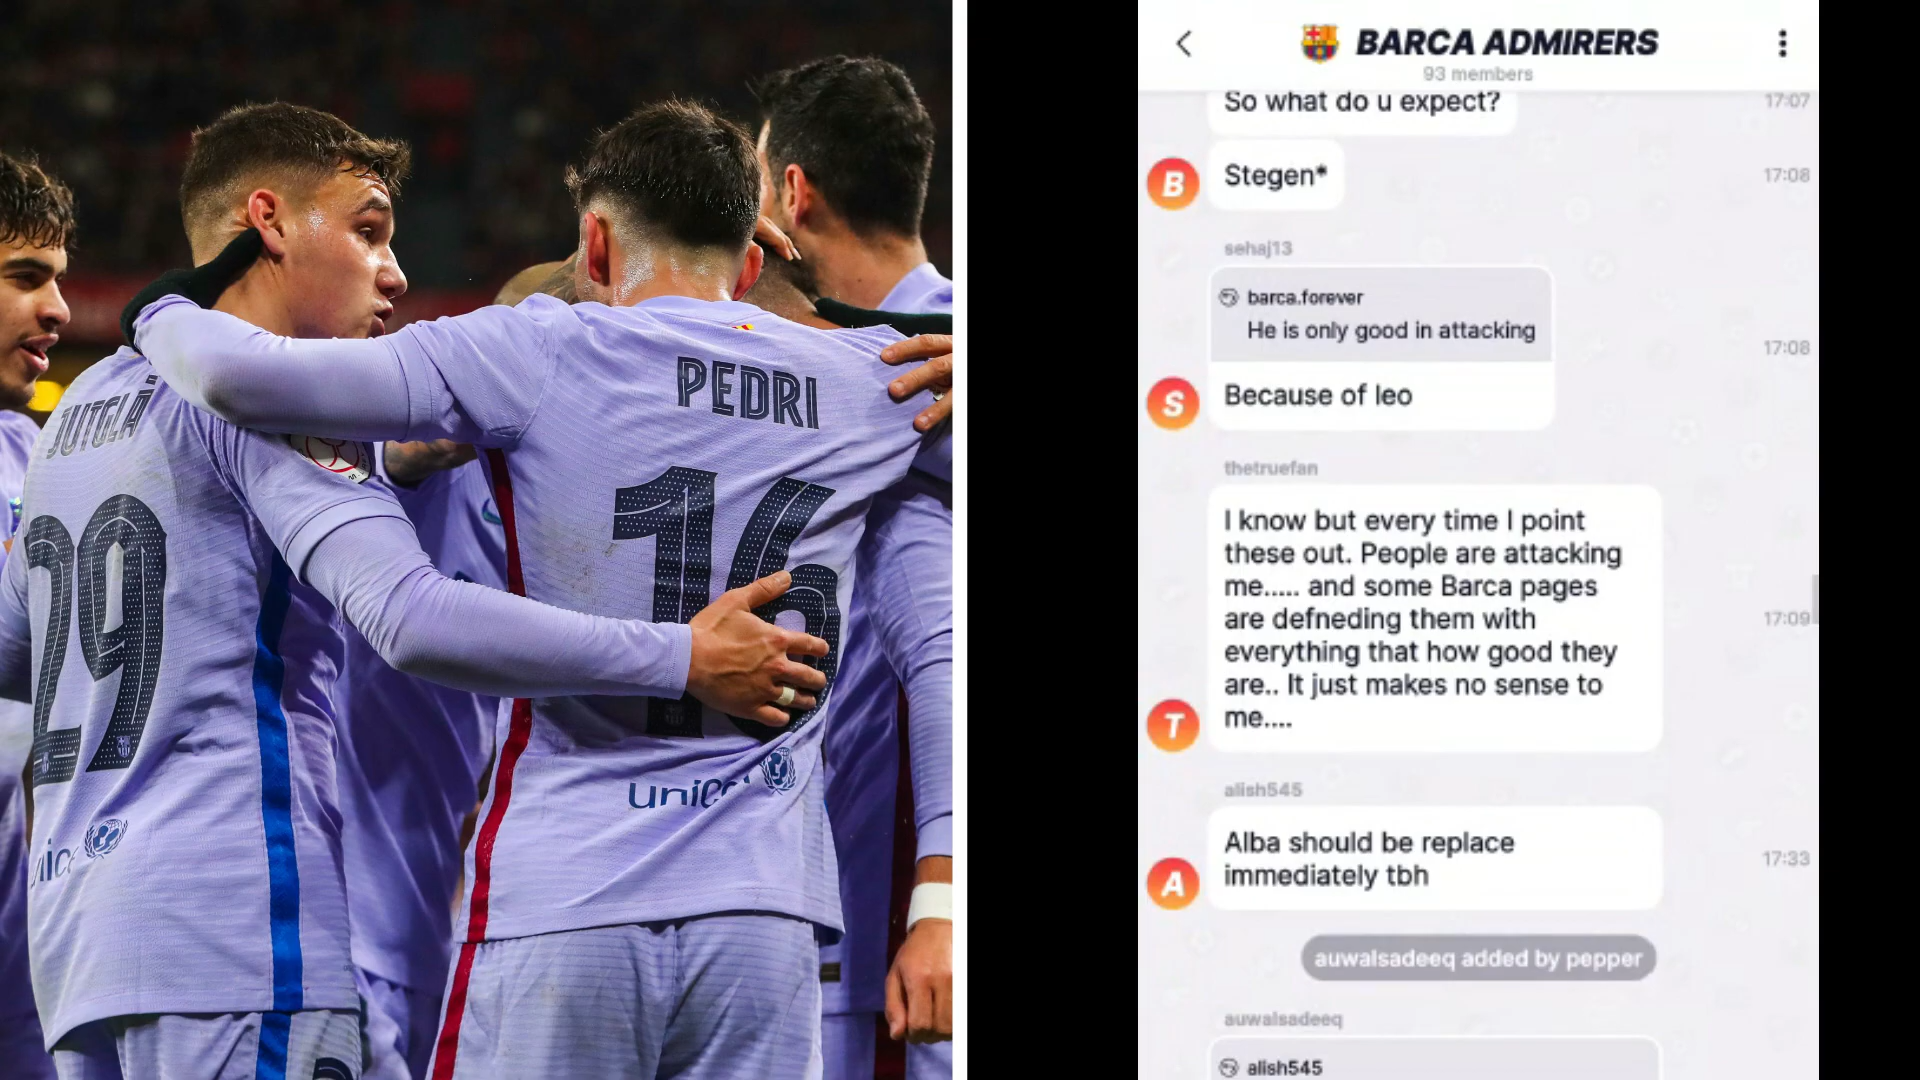 JUTGLÀ
29
PEDRI
16
BARCA ADMIRERS
93 members
So what do u expect?
17:07
B
Stegen*
17:08
sehaj13
barca.forever
He is only good in attacking
17:08
S
Because of leo
thetruefan
I know but every time I point
these out. People are attacking
me..... and some Barca pages
are defneding them with
17:09
everything that how good they
are.. It just makes no sense to
T
me....
alish545
Alba should be replace
17:33
A
immediately tbh
auwalsadeeq added by pepper
auwalsadeeq
alish545